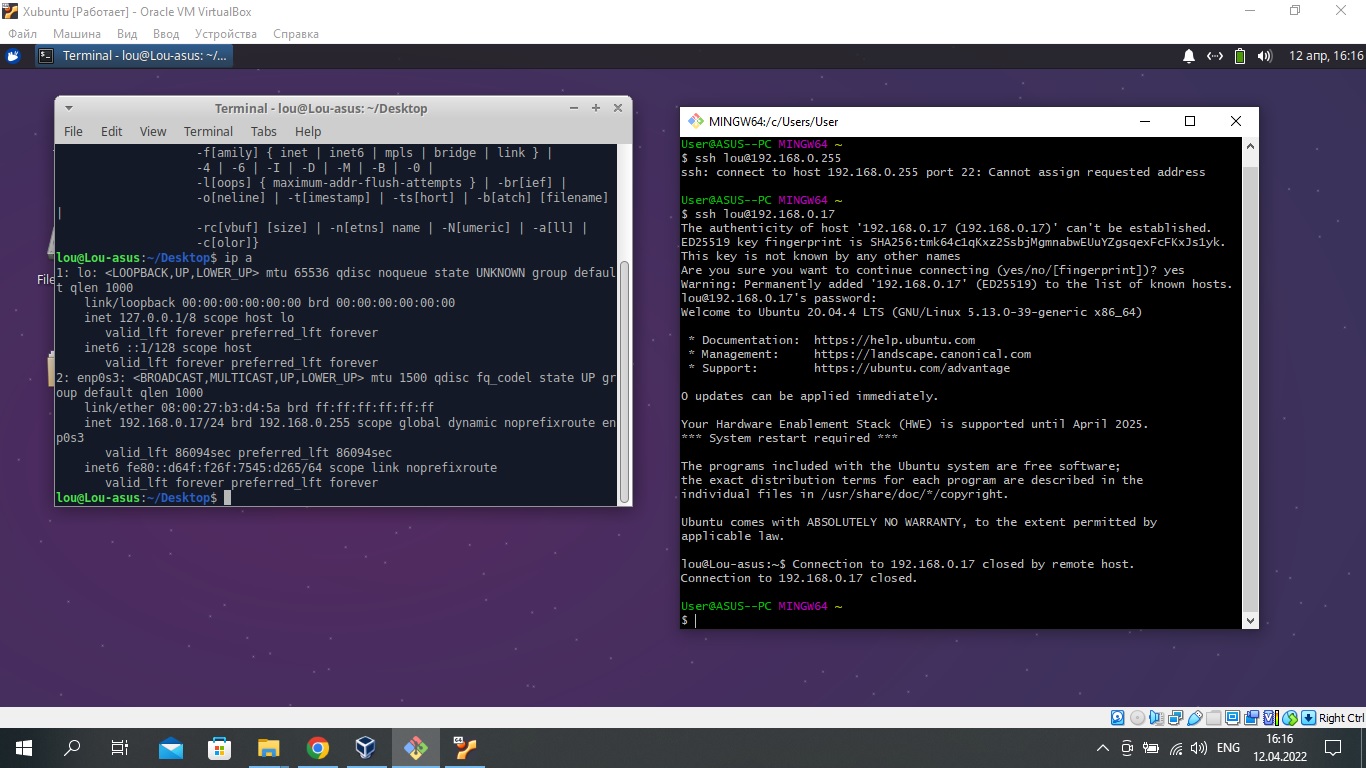 Xubuntu [Работает] - Oracle VM VirtualBox
Файл Машина Вид Ввод Устройства Справка
Terminal - lou@Lou-asus: ~/...
12 апр, 16:16
Terminal - lou@Lou-asus: ~/Desktop
File Edit View Terminal Tabs Help
-f[amily] { inet | inet6 | mpls | bridge | link } |
-4 | -6 | -I | -D | -M | -B | -0 |
-l[oops] { maximum-addr-flush-attempts } | -br[ief] |
-o[neline] | -t[imestamp] | -ts[hort] | -b[atch] [filename]
|
-rc[vbuf] [size] | -n[etns] name | -N[umeric] | -a[ll] |
-c[olor]}
lou@Lou-asus:~/Desktop$ ip a
1: lo: <LOOPBACK,UP,LOWER_UP> mtu 65536 qdisc noqueue state UNKNOWN group defaul
t qlen 1000
link/loopback 00:00:00:00:00:00 brd 00:00:00:00:00:00
inet 127.0.0.1/8 scope host lo
valid_lft forever preferred_lft forever
inet6 ::1/128 scope host
valid_lft forever preferred_lft forever
2: enp0s3: <BROADCAST,MULTICAST,UP,LOWER_UP> mtu 1500 qdisc fq_codel state UP gr
oup default qlen 1000
link/ether 08:00:27:b3:d4:5a brd ff:ff:ff:ff:ff:ff
inet 192.168.0.17/24 brd 192.168.0.255 scope global dynamic noprefixroute en
p0s3
valid_lft 86094sec preferred_lft 86094sec
inet6 fe80::d64f:f26f:7545:d265/64 scope link noprefixroute
valid_lft forever preferred_lft forever
lou@Lou-asus:~/Desktop$
File
MINGW64:/c/Users/User
User@ASUS--PC MINGW64 ~
$ ssh lou@192.168.0.255
ssh: connect to host 192.168.0.255 port 22: Cannot assign requested address
User@ASUS--PC MINGW64 ~
$ ssh lou@192.168.0.17
The authenticity of host '192.168.0.17 (192.168.0.17)' can't be established.
ED25519 key fingerprint is SHA256:tmk64c1qKxz2SsbjMgmnabwEUuYZgsqexFcFKxJs1yk.
This key is not known by any other names
Are you sure you want to continue connecting (yes/no/[fingerprint])? yes
Warning: Permanently added '192.168.0.17' (ED25519) to the list of known hosts.
lou@192.168.0.17's password:
Welcome to Ubuntu 20.04.4 LTS (GNU/Linux 5.13.0-39-generic x86_64)
* Documentation: https://help.ubuntu.com
* Management: https://landscape.canonical.com
* Support: https://ubuntu.com/advantage
0 updates can be applied immediately.
Your Hardware Enablement Stack (HWE) is supported until April 2025.
*** System restart required ***
The programs included with the Ubuntu system are free software;
the exact distribution terms for each program are described in the
individual files in /usr/share/doc/*/copyright.
Ubuntu comes with ABSOLUTELY NO WARRANTY, to the extent permitted by
applicable law.
lou@Lou-asus:~$ Connection to 192.168.0.17 closed by remote host.
Connection to 192.168.0.17 closed.
User@ASUS--PC MINGW64 ~
$
Right Ctrl
ENG
16:16
12.04.2022